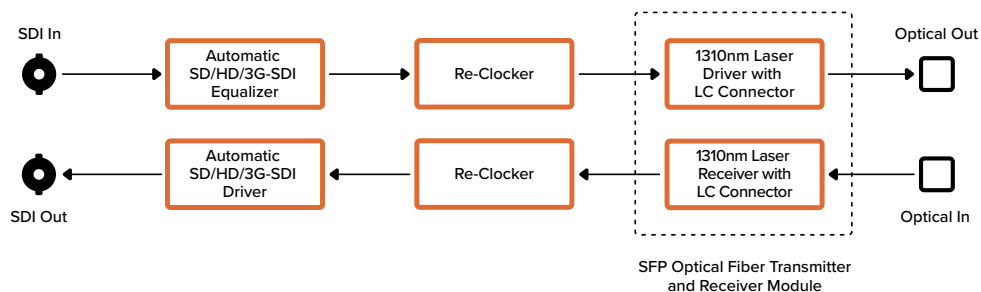 SDI In
Automatic
SD/HD/3G-SDI
Equalizer
Re-Clocker
1310nm Laser
Driver with
LC Connector
Optical Out
SDI Out
Automatic
SD/HD/3G-SDI
Driver
Re-Clocker
1310nm Laser
Receiver with
LC Connector
Optical In
SFP Optical Fiber Transmitter
and Receiver Module